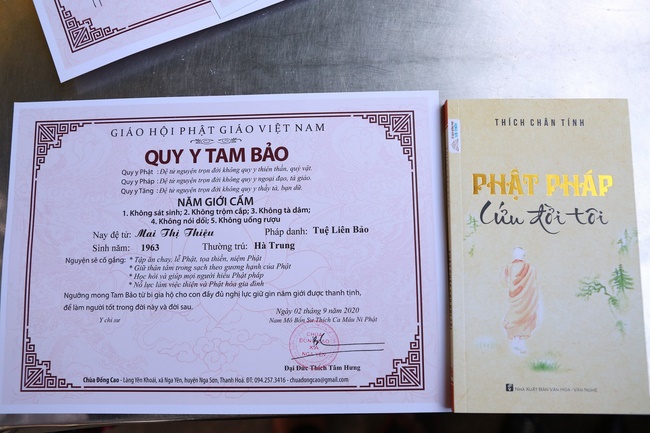 GIÁO HỘI PHẬT GIÁO VIỆT NAM
QUY Y TAM BẢO
Quy y Phật: Đệ tử nguyện trọn đời không quy y thiên thần, quỷ vật.
Quy y Pháp: Đệ tử nguyện trọn đời không quy y ngoại đạo, tà giáo.
Quy y Tăng: Đệ tử nguyện trọn đời không quy y thầy tà, bạn dữ.
NĂM GIỚI CẤM
1. Không sát sinh; 2. Không trộm cắp; 3. Không tà dâm;
4. Không nói dối; 5. Không uống rượu
Nay đệ tử: Mai Thị Thiệu Pháp danh: Tuệ Liên Bảo
Sinh năm: 1963 Thường trú: Hà Trung
Nguyện sẽ cố gắng: * Tập ăn chay, lễ Phật, tọa thiền, niệm Phật
* Giữ thân tâm trong sạch theo gương hạnh của Phật
* Học hỏi và giúp mọi người hiểu Phật pháp
* Nỗ lực làm việc thiện và Phật hóa gia đình
Ngưỡng mong Tam Bảo từ bi gia hộ cho con đầy đủ nghị lực giữ gìn năm giới được thanh tịnh,
để làm người tốt trong đời này và đời sau.
Ngày 02 tháng 9 năm 2020
Y chỉ sư Nam Mô Bổn Sư Thích Ca Mâu Ni Phật
Đại Đức Thích Tâm Hưng
Chùa Đồng Cao - Làng Yên Khoái, xã Nga Yên, huyện Nga Sơn, Thanh Hoá. ĐT: 094.257.3416 - chuadongcao@gmail.com
THÍCH CHÂN TÍNH
PHẬT PHÁP
Cứu đời tôi
NHÀ XUẤT BẢN VĂN HÓA - VĂN NGHỆ